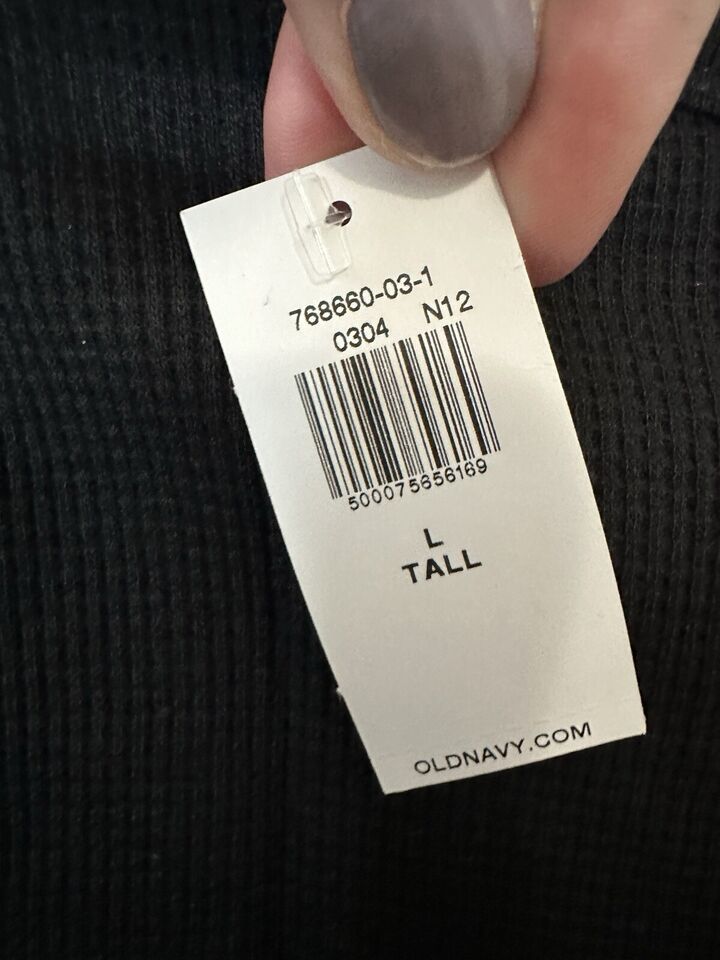 768660-03-1
0304 N12
500075656169
L
TALL
OLDNAVY.COM